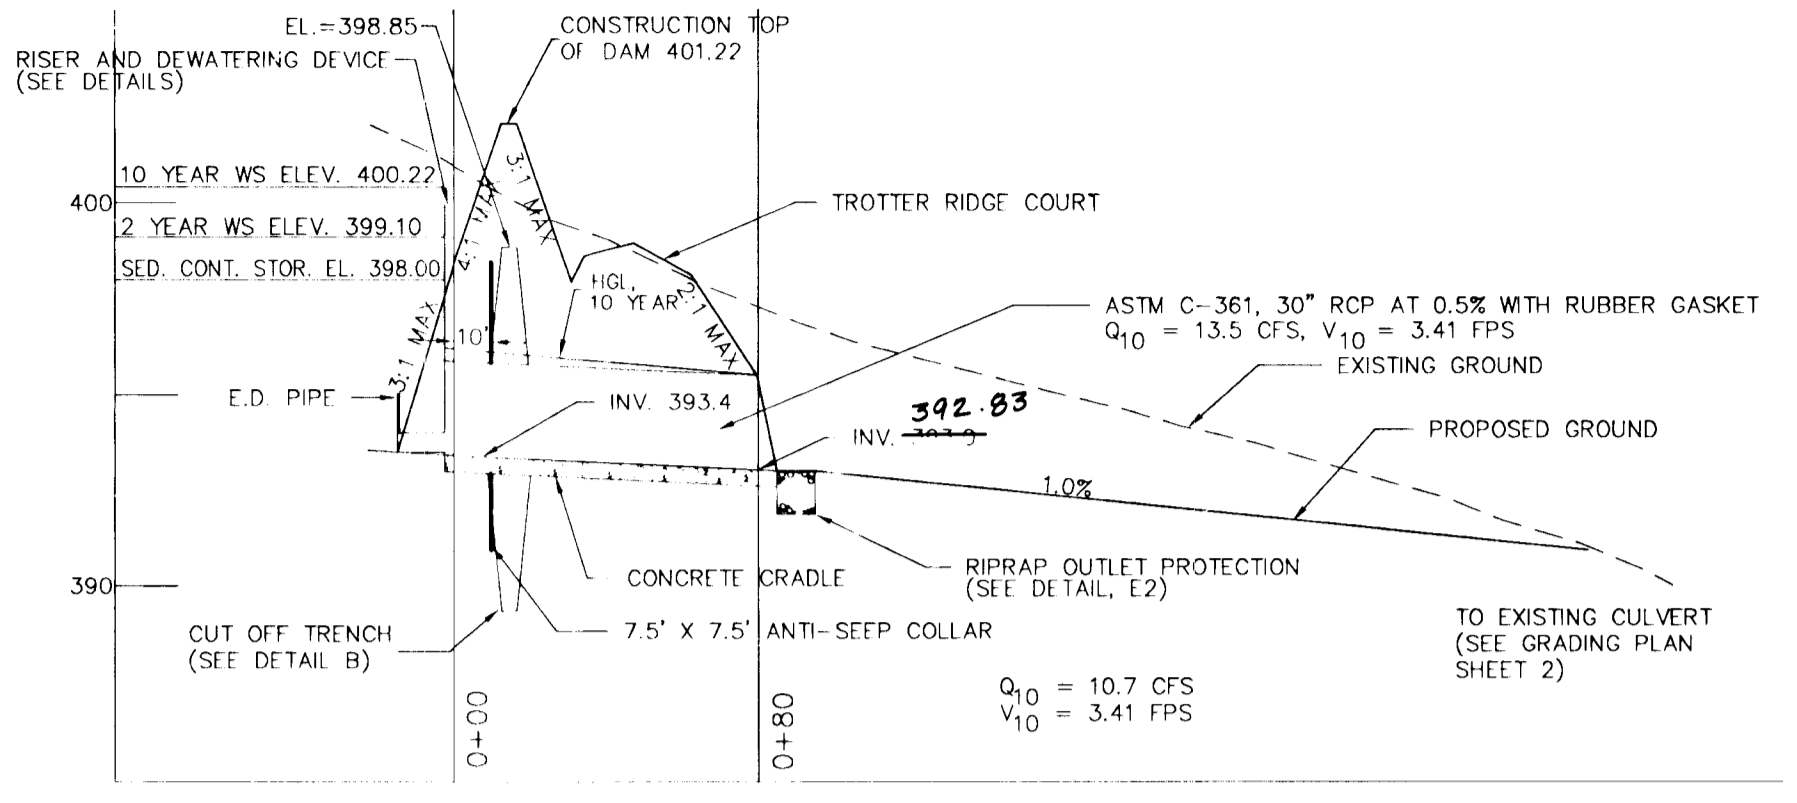 EL.=398.85
CONSTRUCTION TOP
OF DAM 401.22
RISER AND DEWATERING DEVICE
(SEE DETAILS)
10 YEAR WS ELEV. 400.22
400
2 YEAR WS ELEV. 399.10
SED. CONT. STOR. EL. 398.00
3:1 MAX
4:1 MAX
3:1 MAX
TROTTER RIDGE COURT
HGL,
10 YEAR
2:1 MAX
10'
ASTM C-361, 30" RCP AT 0.5% WITH RUBBER GASKET
Q10 = 13.5 CFS, V10 = 3.41 FPS
EXISTING GROUND
E.D. PIPE
INV. 393.4
392.83
INV.
PROPOSED GROUND
1.0%
390
CONCRETE CRADLE
RIPRAP OUTLET PROTECTION
(SEE DETAIL, E2)
CUT OFF TRENCH
(SEE DETAIL B)
7.5' X 7.5' ANTI-SEEP COLLAR
TO EXISTING CULVERT
(SEE GRADING PLAN
SHEET 2)
Q10 = 10.7 CFS
V10 = 3.41 FPS
0+00
0+80